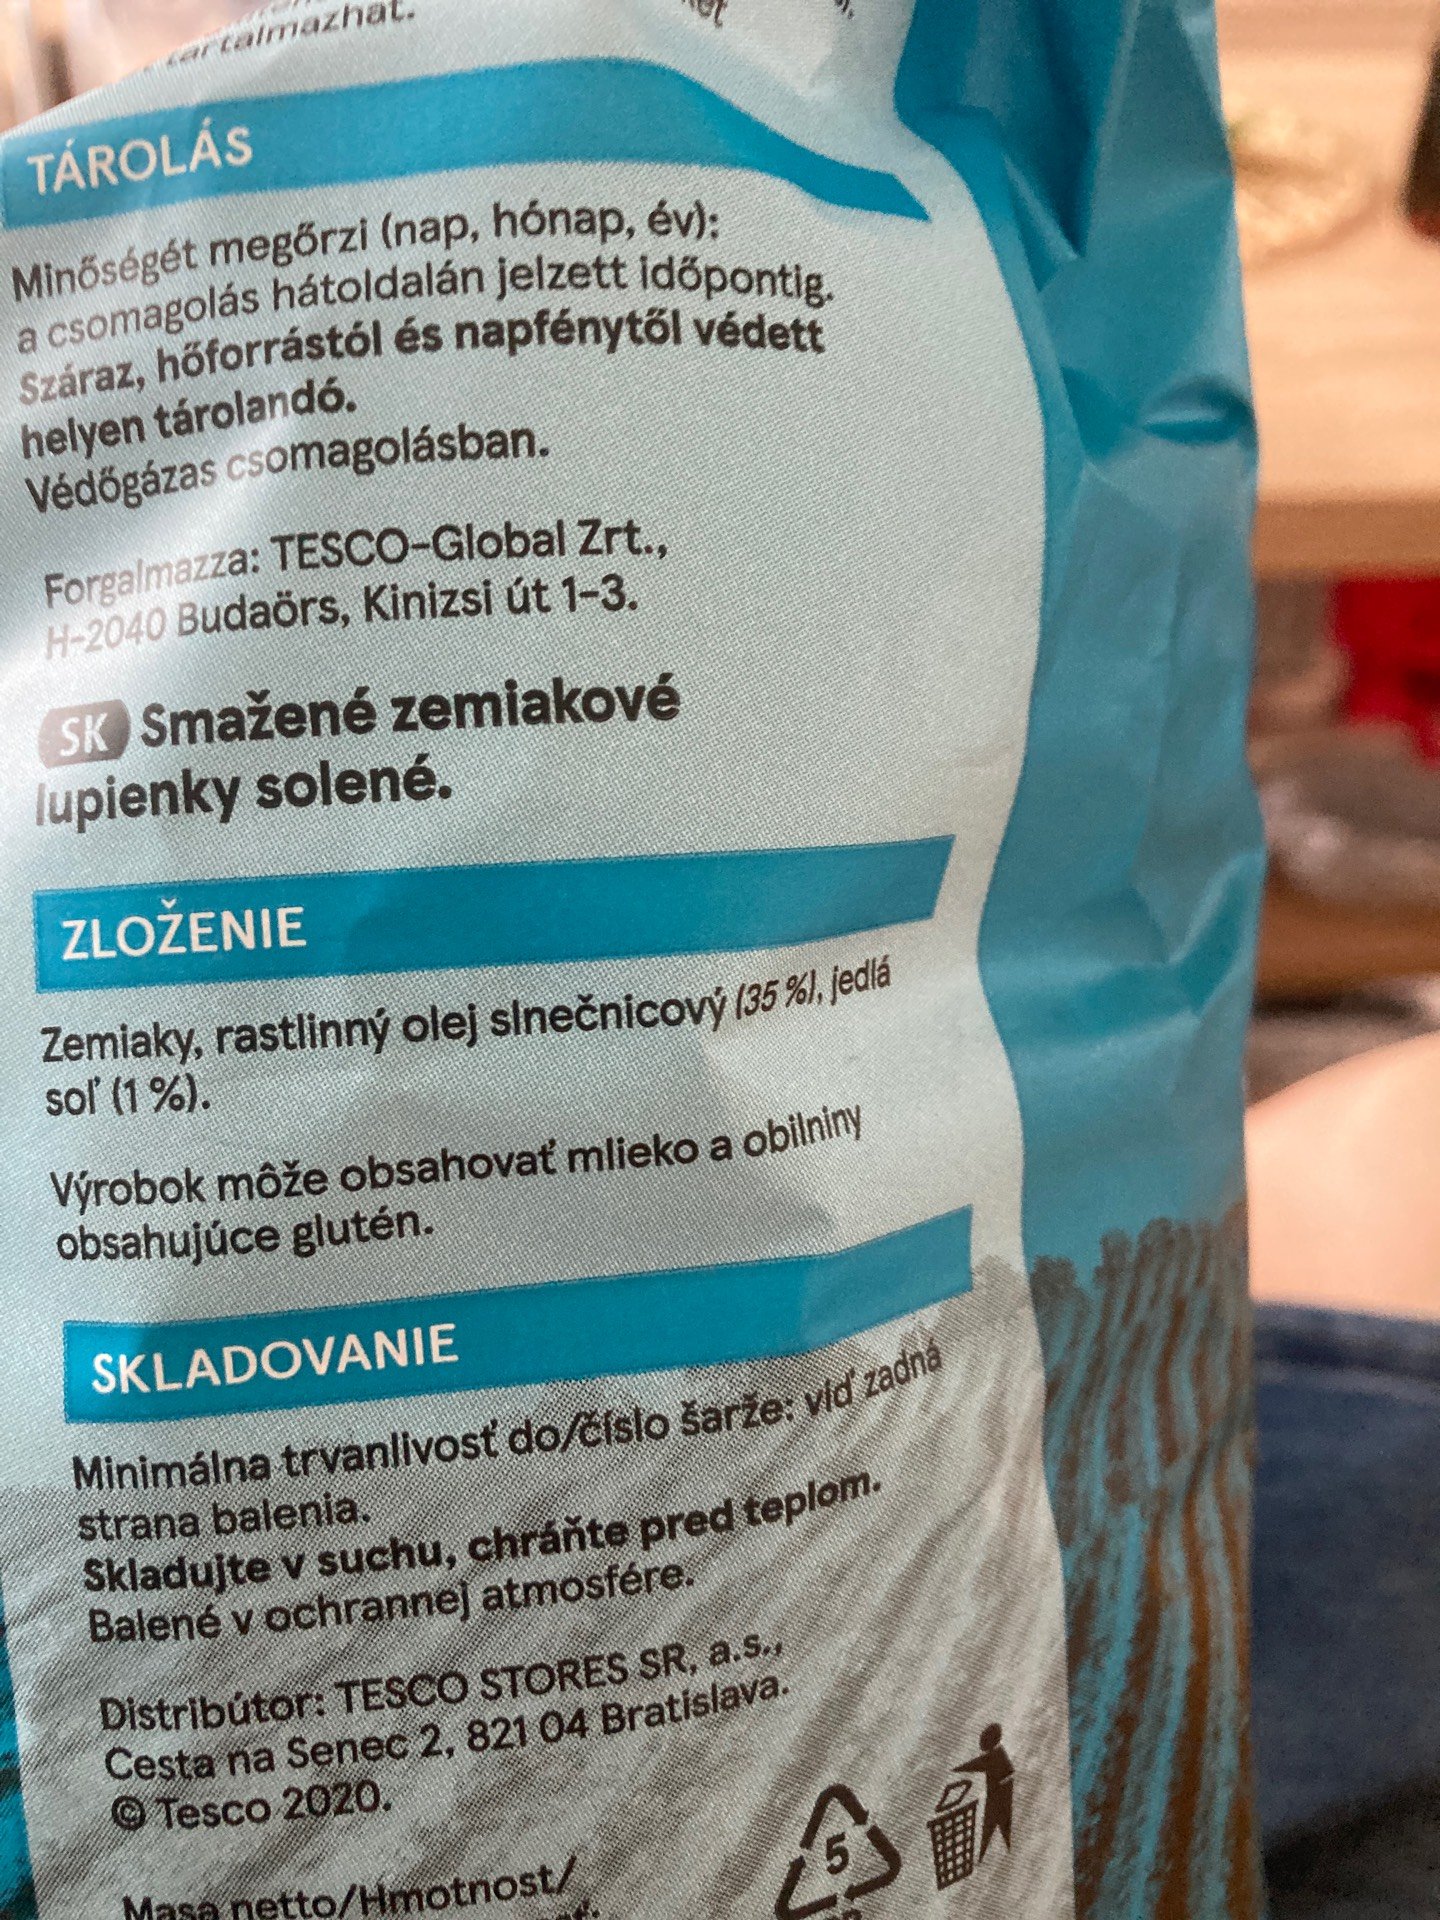 tartalmazhat.
TÁROLÁS
Minőségét megőrzi (nap, hónap, év):
a csomagolás hátoldalán jelzett időpontig.
Száraz, hőforrástól és napfénytől védett
helyen tárolandó.
Védőgázas csomagolásban.
Forgalmazza: TESCO-Global Zrt.,
H-2040 Budaörs, Kinizsi út 1-3.
SK Smažené zemiakové
lupienky solené.
ZLOŽENIE
Zemiaky, rastlinný olej slnečnicový (35 %), jedlá
soľ (1 %).
Výrobok môže obsahovať mlieko a obilniny
obsahujúce glutén.
SKLADOVANIE
Minimálna trvanlivosť do/číslo šarže: viď zadná
strana balenia.
Skladujte v suchu, chráňte pred teplom.
Balené v ochrannej atmosfére.
Distribútor: TESCO STORES SR, a.s.,
Cesta na Senec 2, 821 04 Bratislava.
© Tesco 2020.
5
Masa netto/Hmotnost/